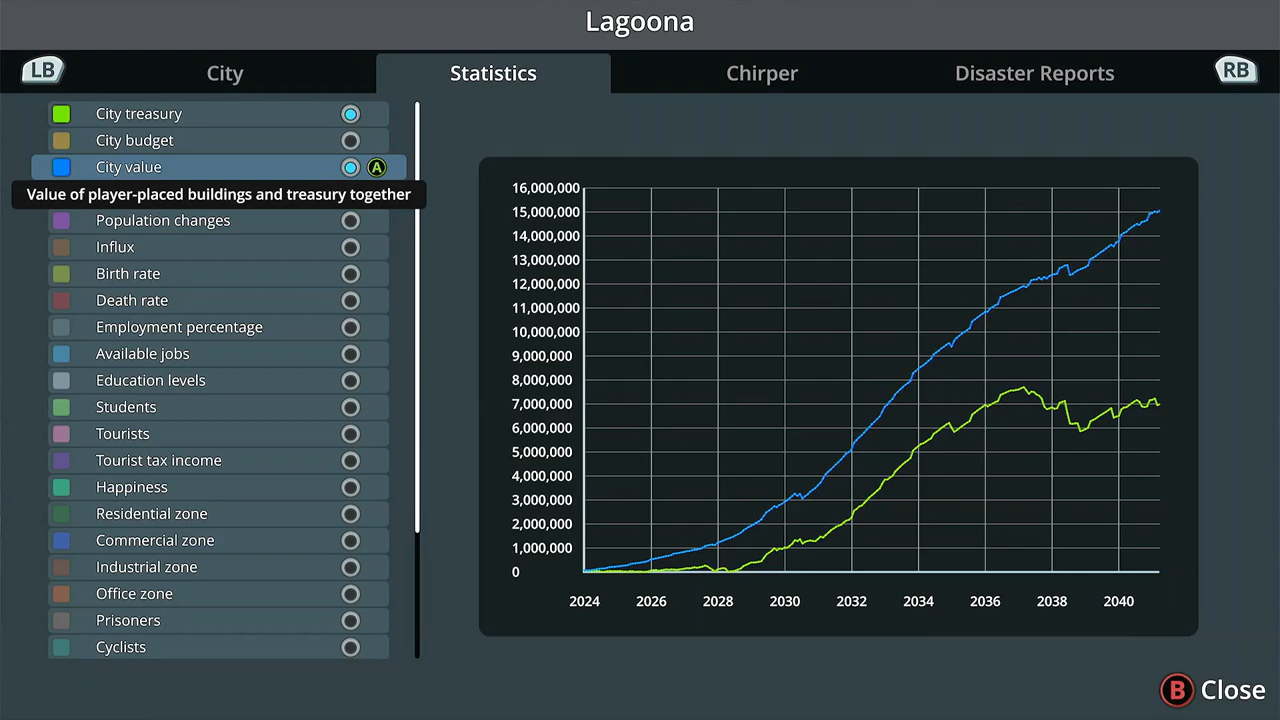 Lagoona
LB City Statistics Chirper Disaster Reports RB
City treasury
City budget
City value A
Value of player-placed buildings and treasury together
Population changes
Influx
Birth rate
Death rate
Employment percentage
Available jobs
Education levels
Students
Tourists
Tourist tax income
Happiness
Residential zone
Commercial zone
Industrial zone
Office zone
Prisoners
Cyclists
16,000,000
15,000,000
14,000,000
13,000,000
12,000,000
11,000,000
10,000,000
9,000,000
8,000,000
7,000,000
6,000,000
5,000,000
4,000,000
3,000,000
2,000,000
1,000,000
0
2024 2026 2028 2030 2032 2034 2036 2038 2040
B Close